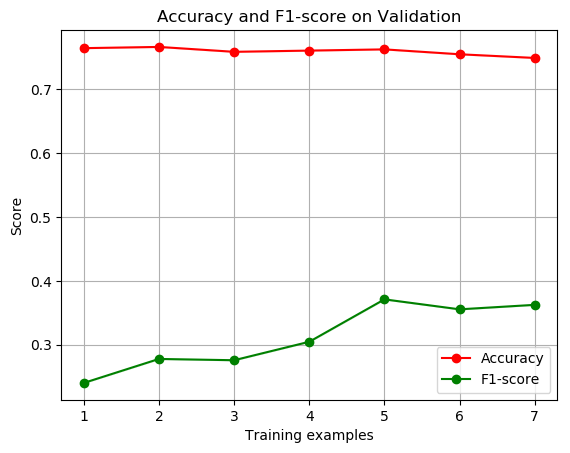 Accuracy and F1-score on Validation
Score
0.7
0.6
0.5
0.4
0.3
Accuracy
F1-score
1 2 3 4 5 6 7
Training examples